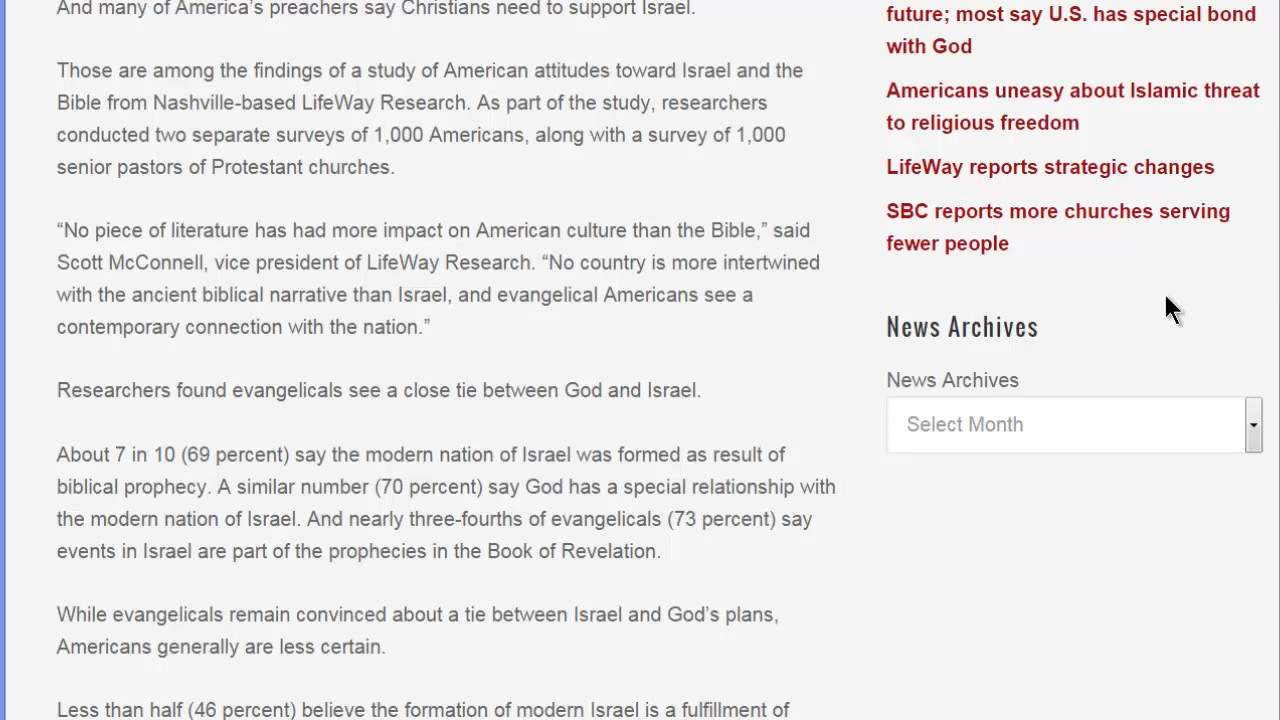 And many of America's preachers say Christians need to support Israel.
Those are among the findings of a study of American attitudes toward Israel and the
Bible from Nashville-based LifeWay Research. As part of the study, researchers
conducted two separate surveys of 1,000 Americans, along with a survey of 1,000
senior pastors of Protestant churches.
“No piece of literature has had more impact on American culture than the Bible,” said
Scott McConnell, vice president of LifeWay Research. “No country is more intertwined
with the ancient biblical narrative than Israel, and evangelical Americans see a
contemporary connection with the nation.”
Researchers found evangelicals see a close tie between God and Israel.
About 7 in 10 (69 percent) say the modern nation of Israel was formed as result of
biblical prophecy. A similar number (70 percent) say God has a special relationship with
the modern nation of Israel. And nearly three-fourths of evangelicals (73 percent) say
events in Israel are part of the prophecies in the Book of Revelation.
While evangelicals remain convinced about a tie between Israel and God’s plans,
Americans generally are less certain.
Less than half (46 percent) believe the formation of modern Israel is a fulfillment of
future; most say U.S. has special bond
with God
Americans uneasy about Islamic threat
to religious freedom
LifeWay reports strategic changes
SBC reports more churches serving
fewer people
News Archives
News Archives
Select Month